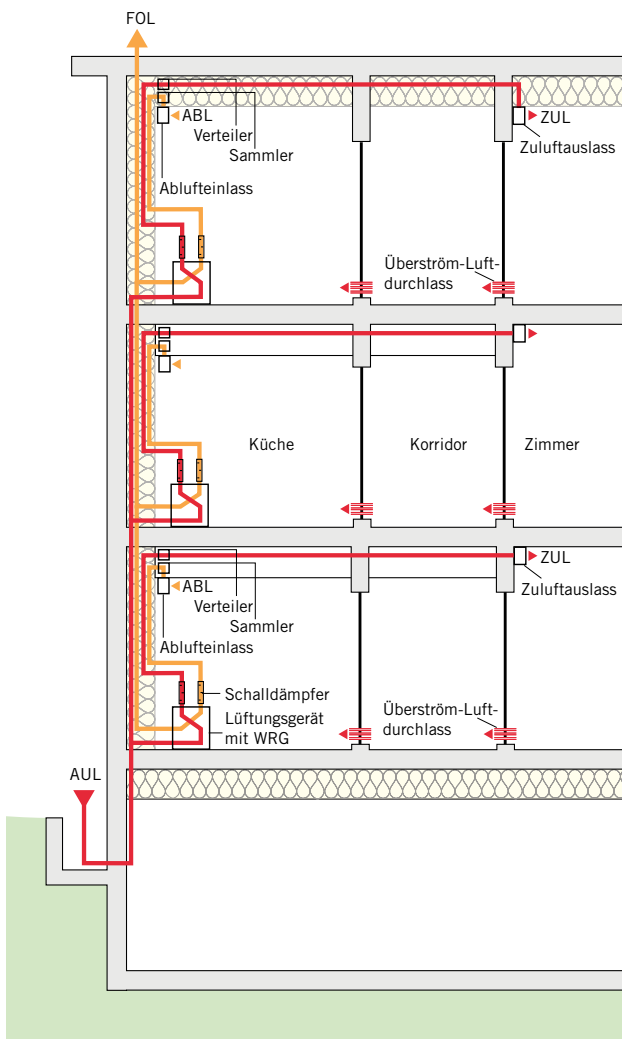 FOL
ABL
ZUL
Verteiler
Sammler
Zuluftauslass
Ablufteinlass
Überström-Luft-
durchlass
Küche
Korridor
Zimmer
ABL
ZUL
Verteiler
Zuluftauslass
Sammler
Ablufteinlass
Schalldämpfer
Überström-Luft-
durchlass
Lüftungsgerät
mit WRG
AUL